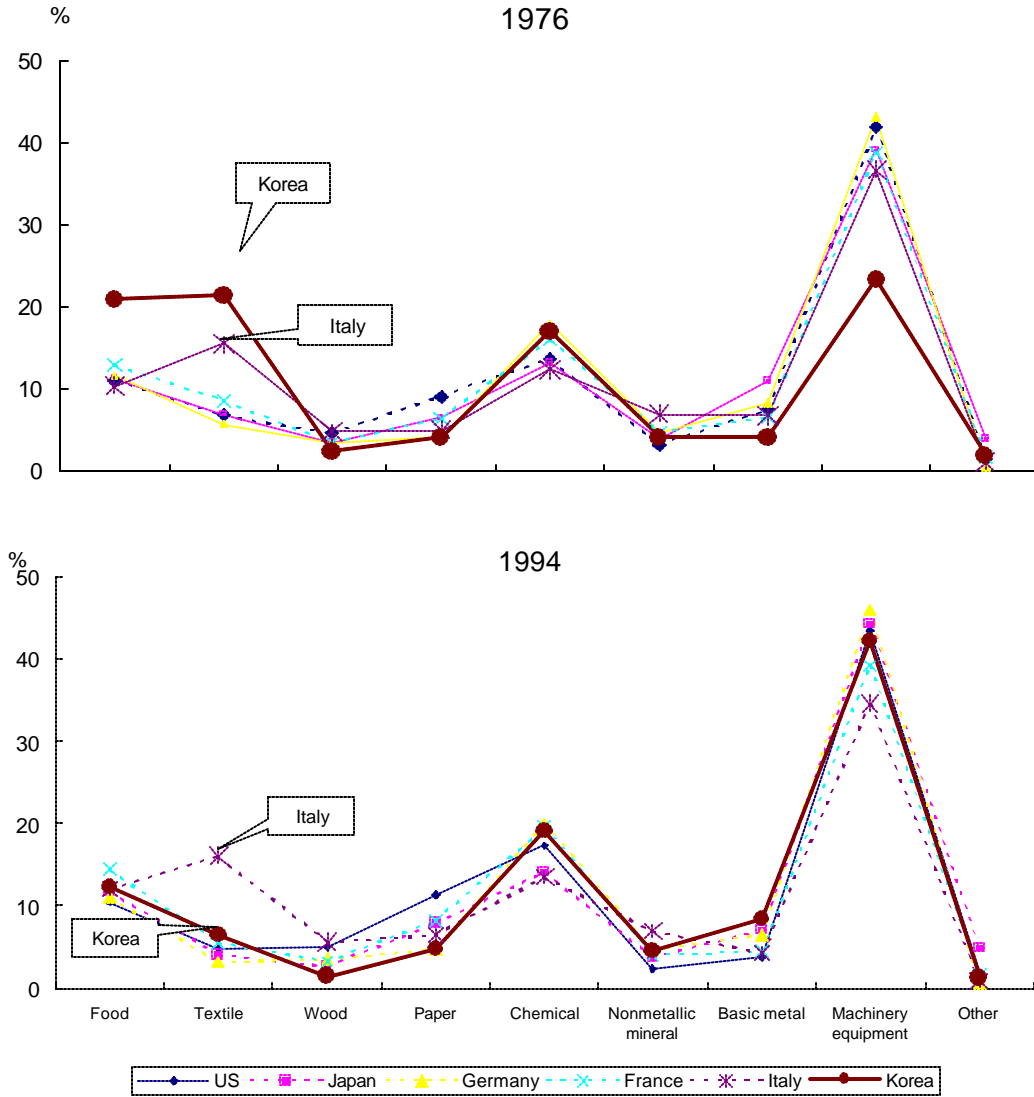 %
1976
50
40
Korea
30
20
Italy
10
0
%
1994
50
40
30
20
Italy
10
Korea
0
Food Textile Wood Paper Chemical Nonmetallic mineral Basic metal Machinery equipment Other
US Japan Germany France Italy Korea